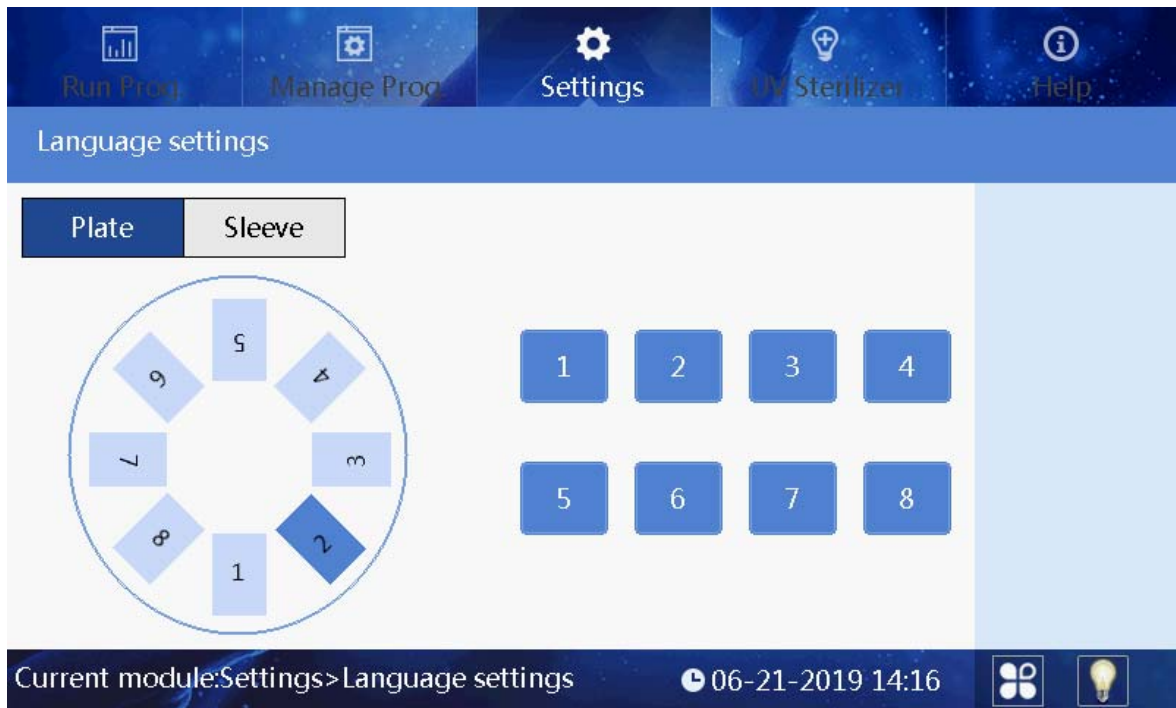 Run Prog.
Manage Prog.
Settings
UV Sterilizer
Help
Language settings
Plate
Sleeve
5
6
4
7
3
8
2
1
1 2 3 4
5 6 7 8
Current module:Settings>Language settings
06-21-2019 14:16